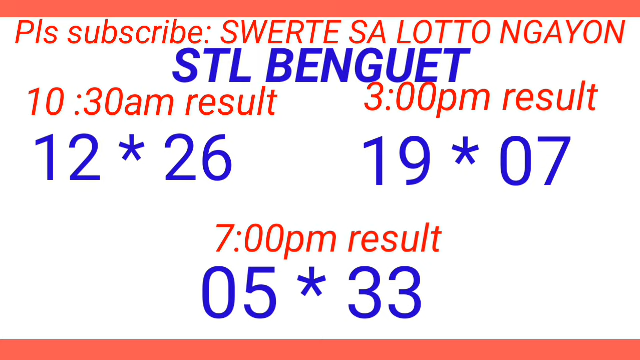 Pls subscribe: SWERTE SA LOTTO NGAYON
STL BENGUET
10 :30am result
12 * 26
3:00pm result
19 * 07
7:00pm result
05 * 33